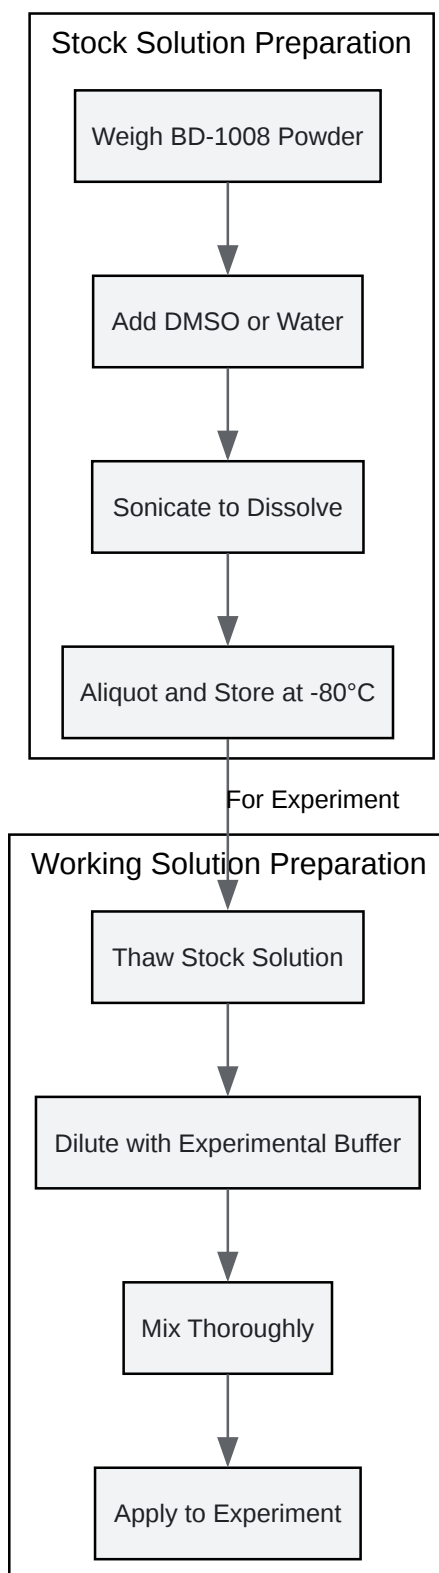 Stock Solution Preparation
Weigh BD-1008 Powder
Add DMSO or Water
Sonicate to Dissolve
Aliquot and Store at -80°C
For Experiment
Working Solution Preparation
Thaw Stock Solution
Dilute with Experimental Buffer
Mix Thoroughly
Apply to Experiment